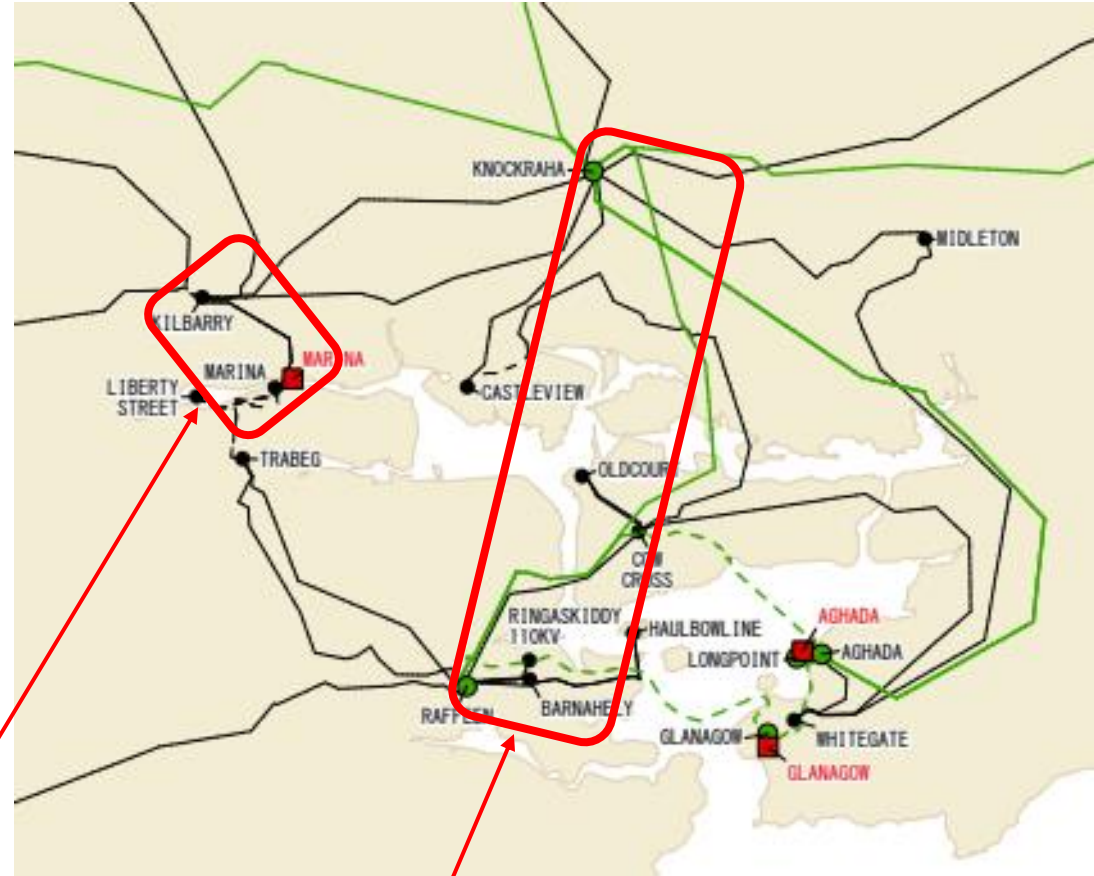 KNOCKRAHA
MIDLETON
KILBARRY
MARINA
MARINA
LIBERTY
STREET
CASTLEVIEW
TRABEG
OLDCOURT
COW
CROSS
RINGASKIDDY
110KV
HAULBOWLINE
AGHADA
LONGPOINT
AGHADA
RAFFEEN
BARNAHELY
GLANAGOW
WHITEGATE
GLANAGOW